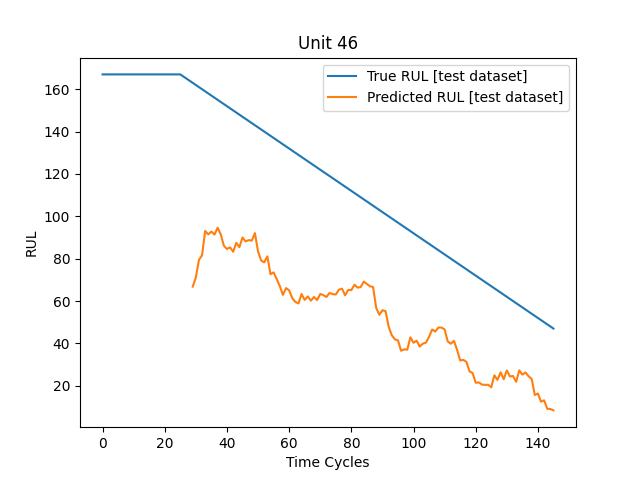 Unit 46
True RUL [test dataset]
Predicted RUL [test dataset]
RUL
160
140
120
100
80
60
40
20
0 20 40 60 80 100 120 140
Time Cycles